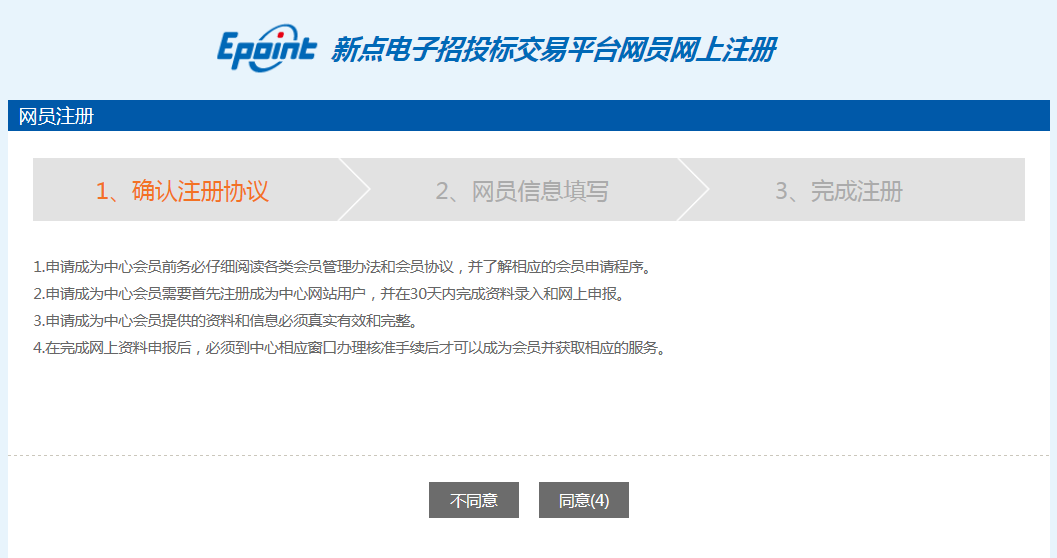 Epoint 新点电子招投标交易平台网员网上注册
网员注册
1、确认注册协议 2、网员信息填写 3、完成注册
1.申请成为中心会员前务必仔细阅读各类会员管理办法和会员协议，并了解相应的会员申请程序。
2.申请成为中心会员需要首先注册成为中心网站用户，并在30天内完成资料录入和网上申报。
3.申请成为中心会员提供的资料和信息必须真实有效和完整。
4.在完成网上资料申报后，必须到中心相应窗口办理核准手续后才可以成为会员并获取相应的服务。
不同意 同意(4)